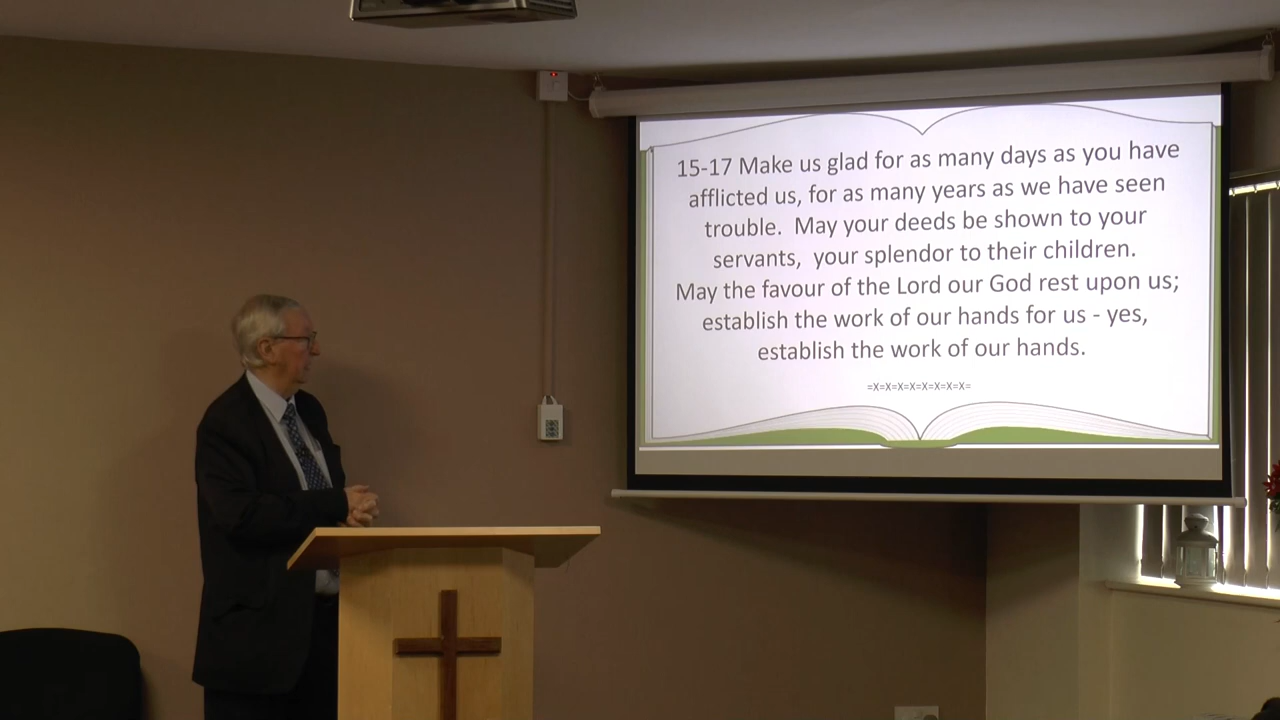 15-17 Make us glad for as many days as you have
afflicted us, for as many years as we have seen
trouble.  May your deeds be shown to your
servants,  your splendor to their children.
May the favour of the Lord our God rest upon us;
establish the work of our hands for us - yes,
establish the work of our hands.
=X=X=X=X=X=X=X=X=